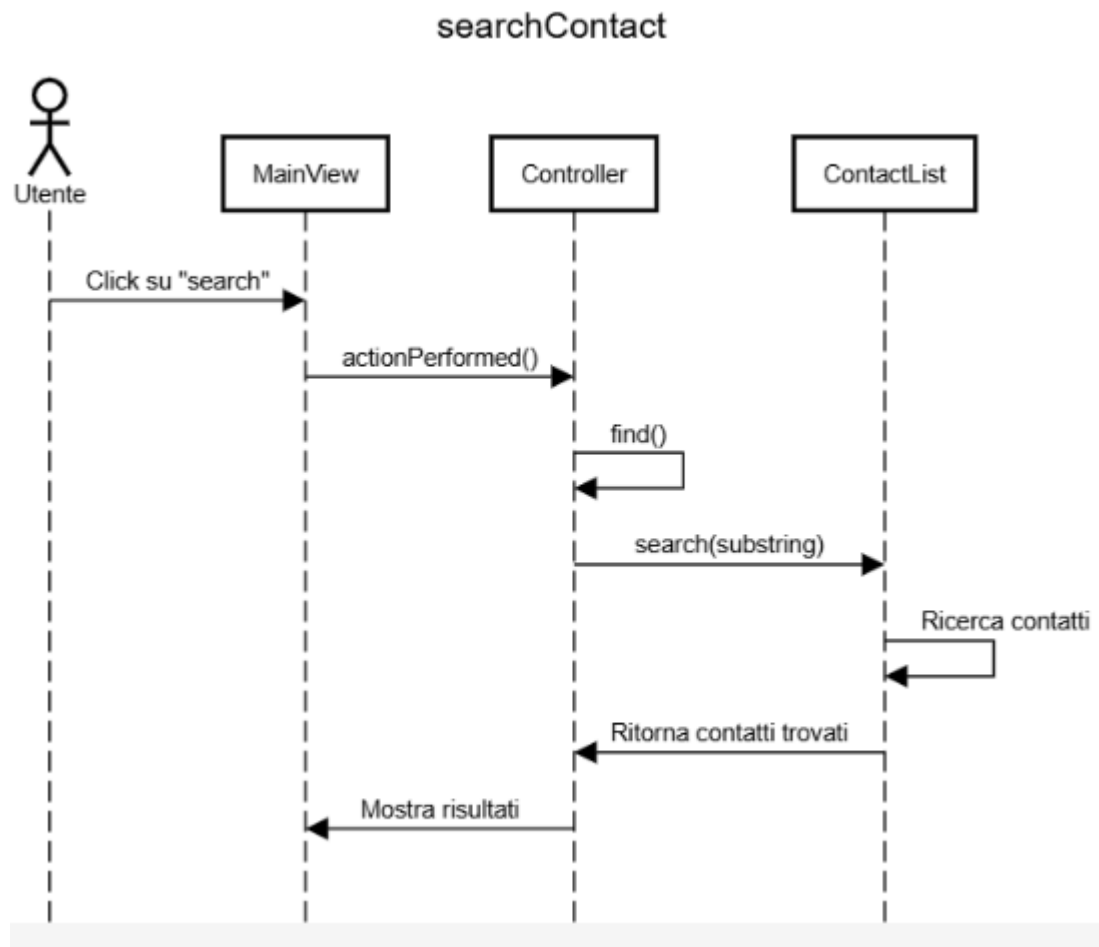 searchContact
Utente
MainView
Controller
ContactList
Click su "search"
actionPerformed()
find()
search(substring)
Ricerca contatti
Ritorna contatti trovati
Mostra risultati